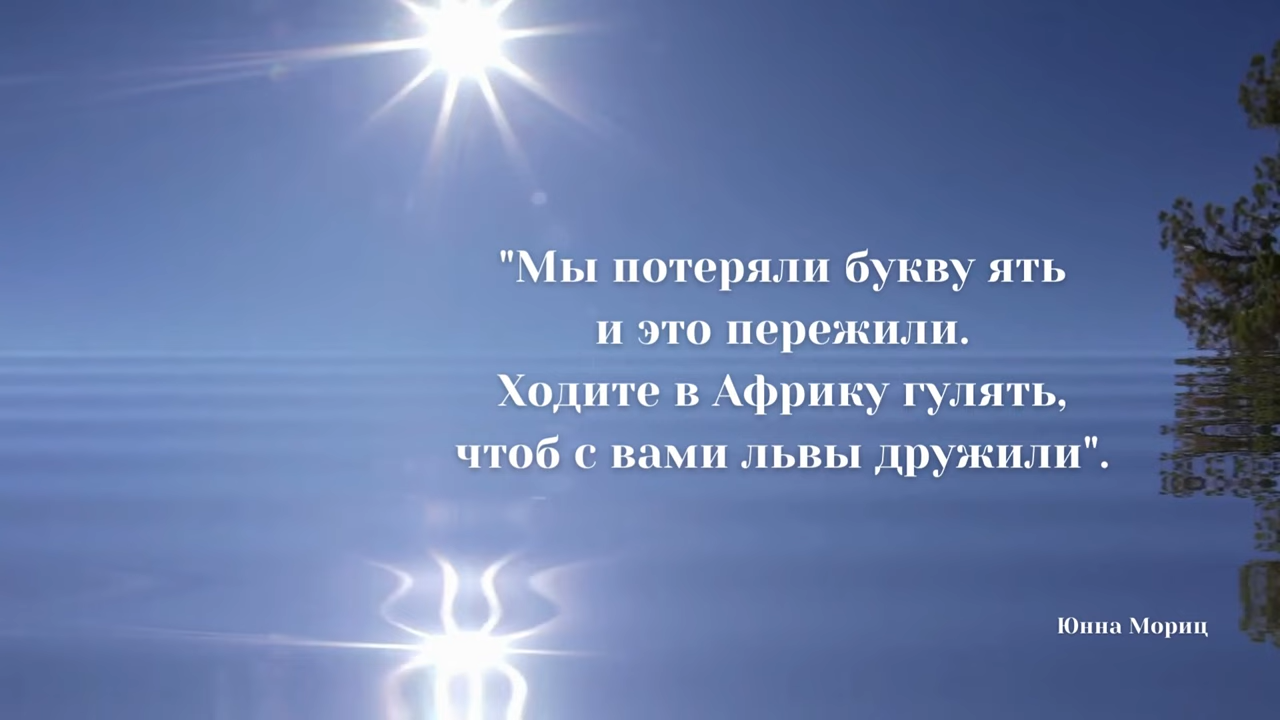 "Мы потеряли букву ять
и это пережили.
Ходите в Африку гулять,
чтоб с вами львы дружили".
Юнна Мориц